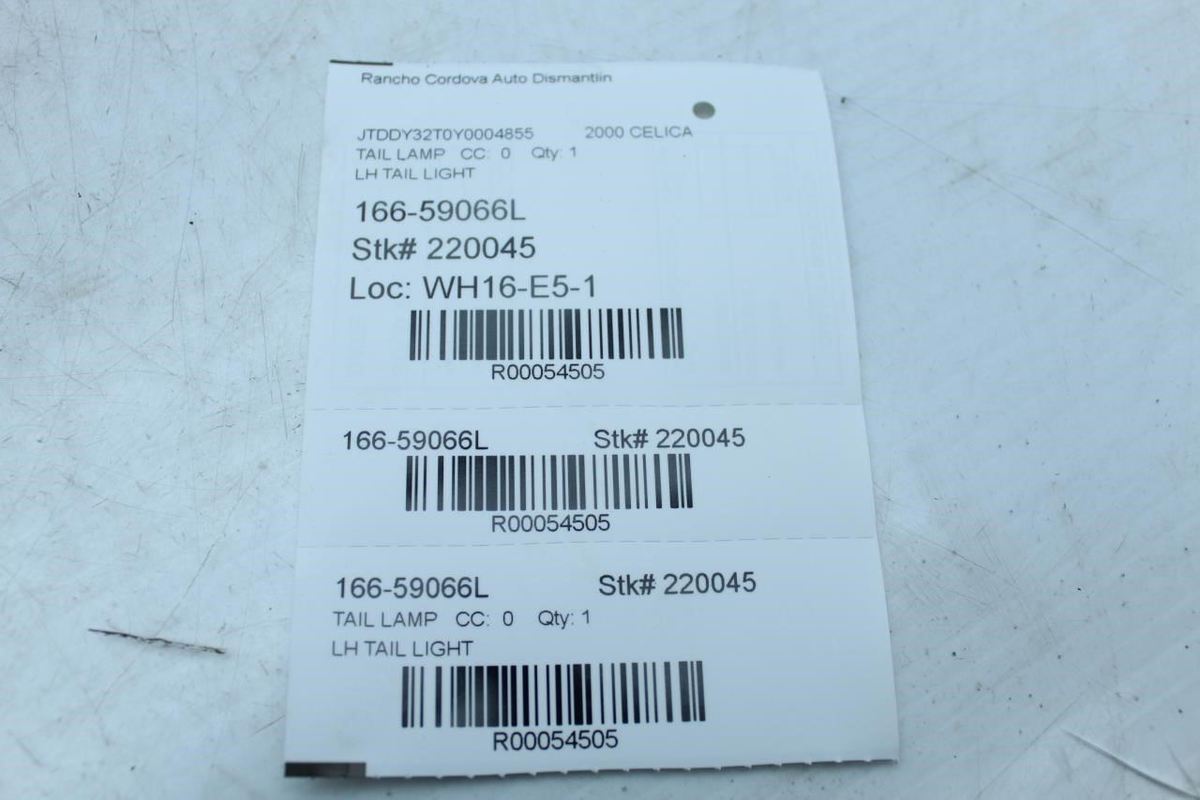 Rancho Cordova Auto Dismantlin
JTDDY32T0Y0004855 2000 CELICA
TAIL LAMP CC: 0 Qty: 1
LH TAIL LIGHT
166-59066L
Stk# 220045
Loc: WH16-E5-1
R00054505
166-59066L Stk# 220045
R00054505
166-59066L Stk# 220045
TAIL LAMP CC: 0 Qty: 1
LH TAIL LIGHT
R00054505